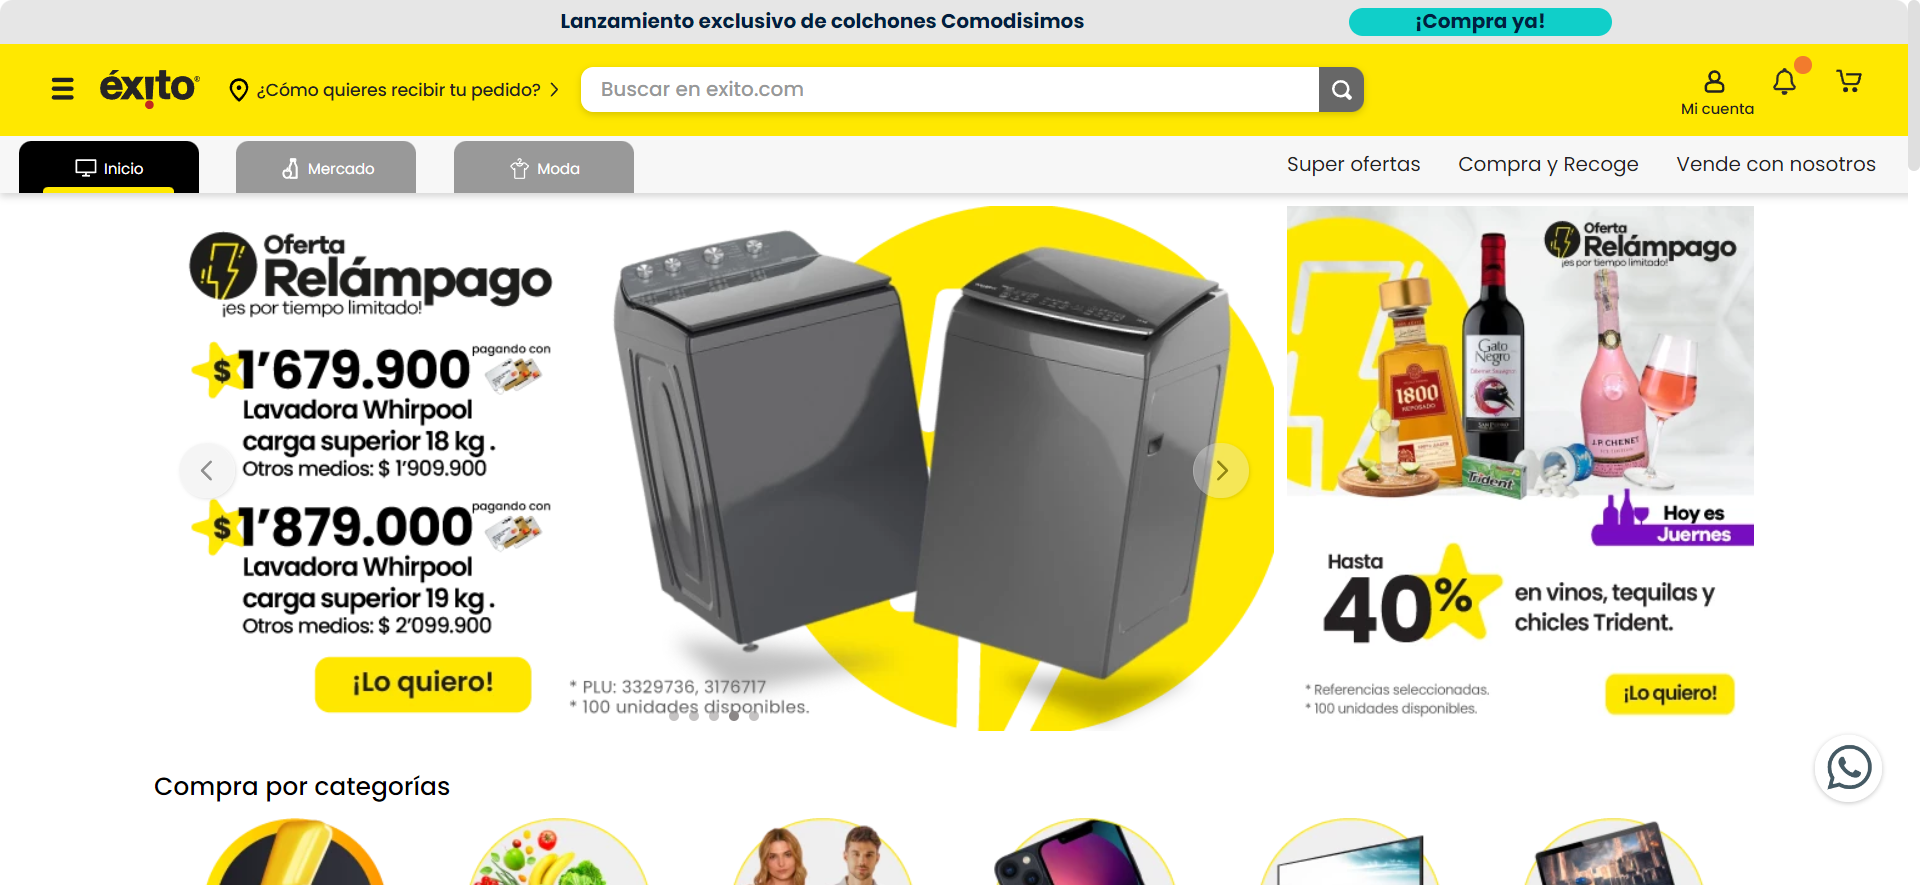 Lanzamiento exclusivo de colchones Comodisimos
¡Compra ya!
éxito
¿Cómo quieres recibir tu pedido?
Buscar en exito.com
Mi cuenta
Inicio
Mercado
Moda
Super ofertas
Compra y Recoge
Vende con nosotros
Oferta
Relámpago
¡es por tiempo limitado!
$ 1'679.900 pagando con
Lavadora Whirpool
carga superior 18 kg .
Otros medios: $ 1'909.900
$ 1'879.000 pagando con
Lavadora Whirpool
carga superior 19 kg .
Otros medios: $ 2'099.900
¡Lo quiero!
* PLU: 3329736, 3176717
* 100 unidades disponibles.
Oferta
Relámpago
¡es por tiempo limitado!
1800
REPOSADO
Gato
Negro
Cabernet Sauvignon
SAN PEDRO
J.P. CHENET
Trident
Hoy es
Juernes
Hasta
40%
en vinos, tequilas y
chicles Trident.
* Referencias seleccionadas.
* 100 unidades disponibles.
¡Lo quiero!
Compra por categorías